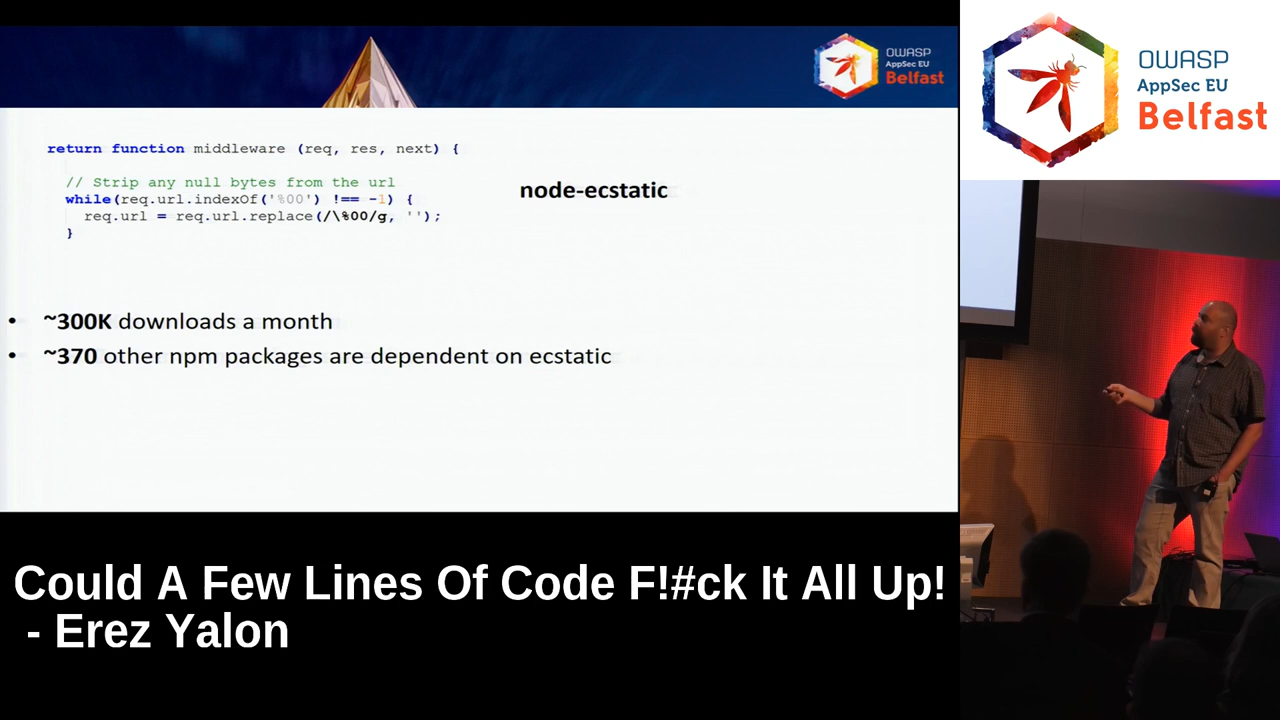 OWASP
AppSec EU
Belfast
return function middleware (req, res, next) {
// Strip any null bytes from the url
while(req.url.indexOf('%00') !== -1) {
req.url = req.url.replace(/\%00/g, '');
}
node-ecstatic
• ~300K downloads a month
• ~370 other npm packages are dependent on ecstatic
OWASP
AppSec EU
Belfast
Could A Few Lines Of Code F!#ck It All Up!
- Erez Yalon